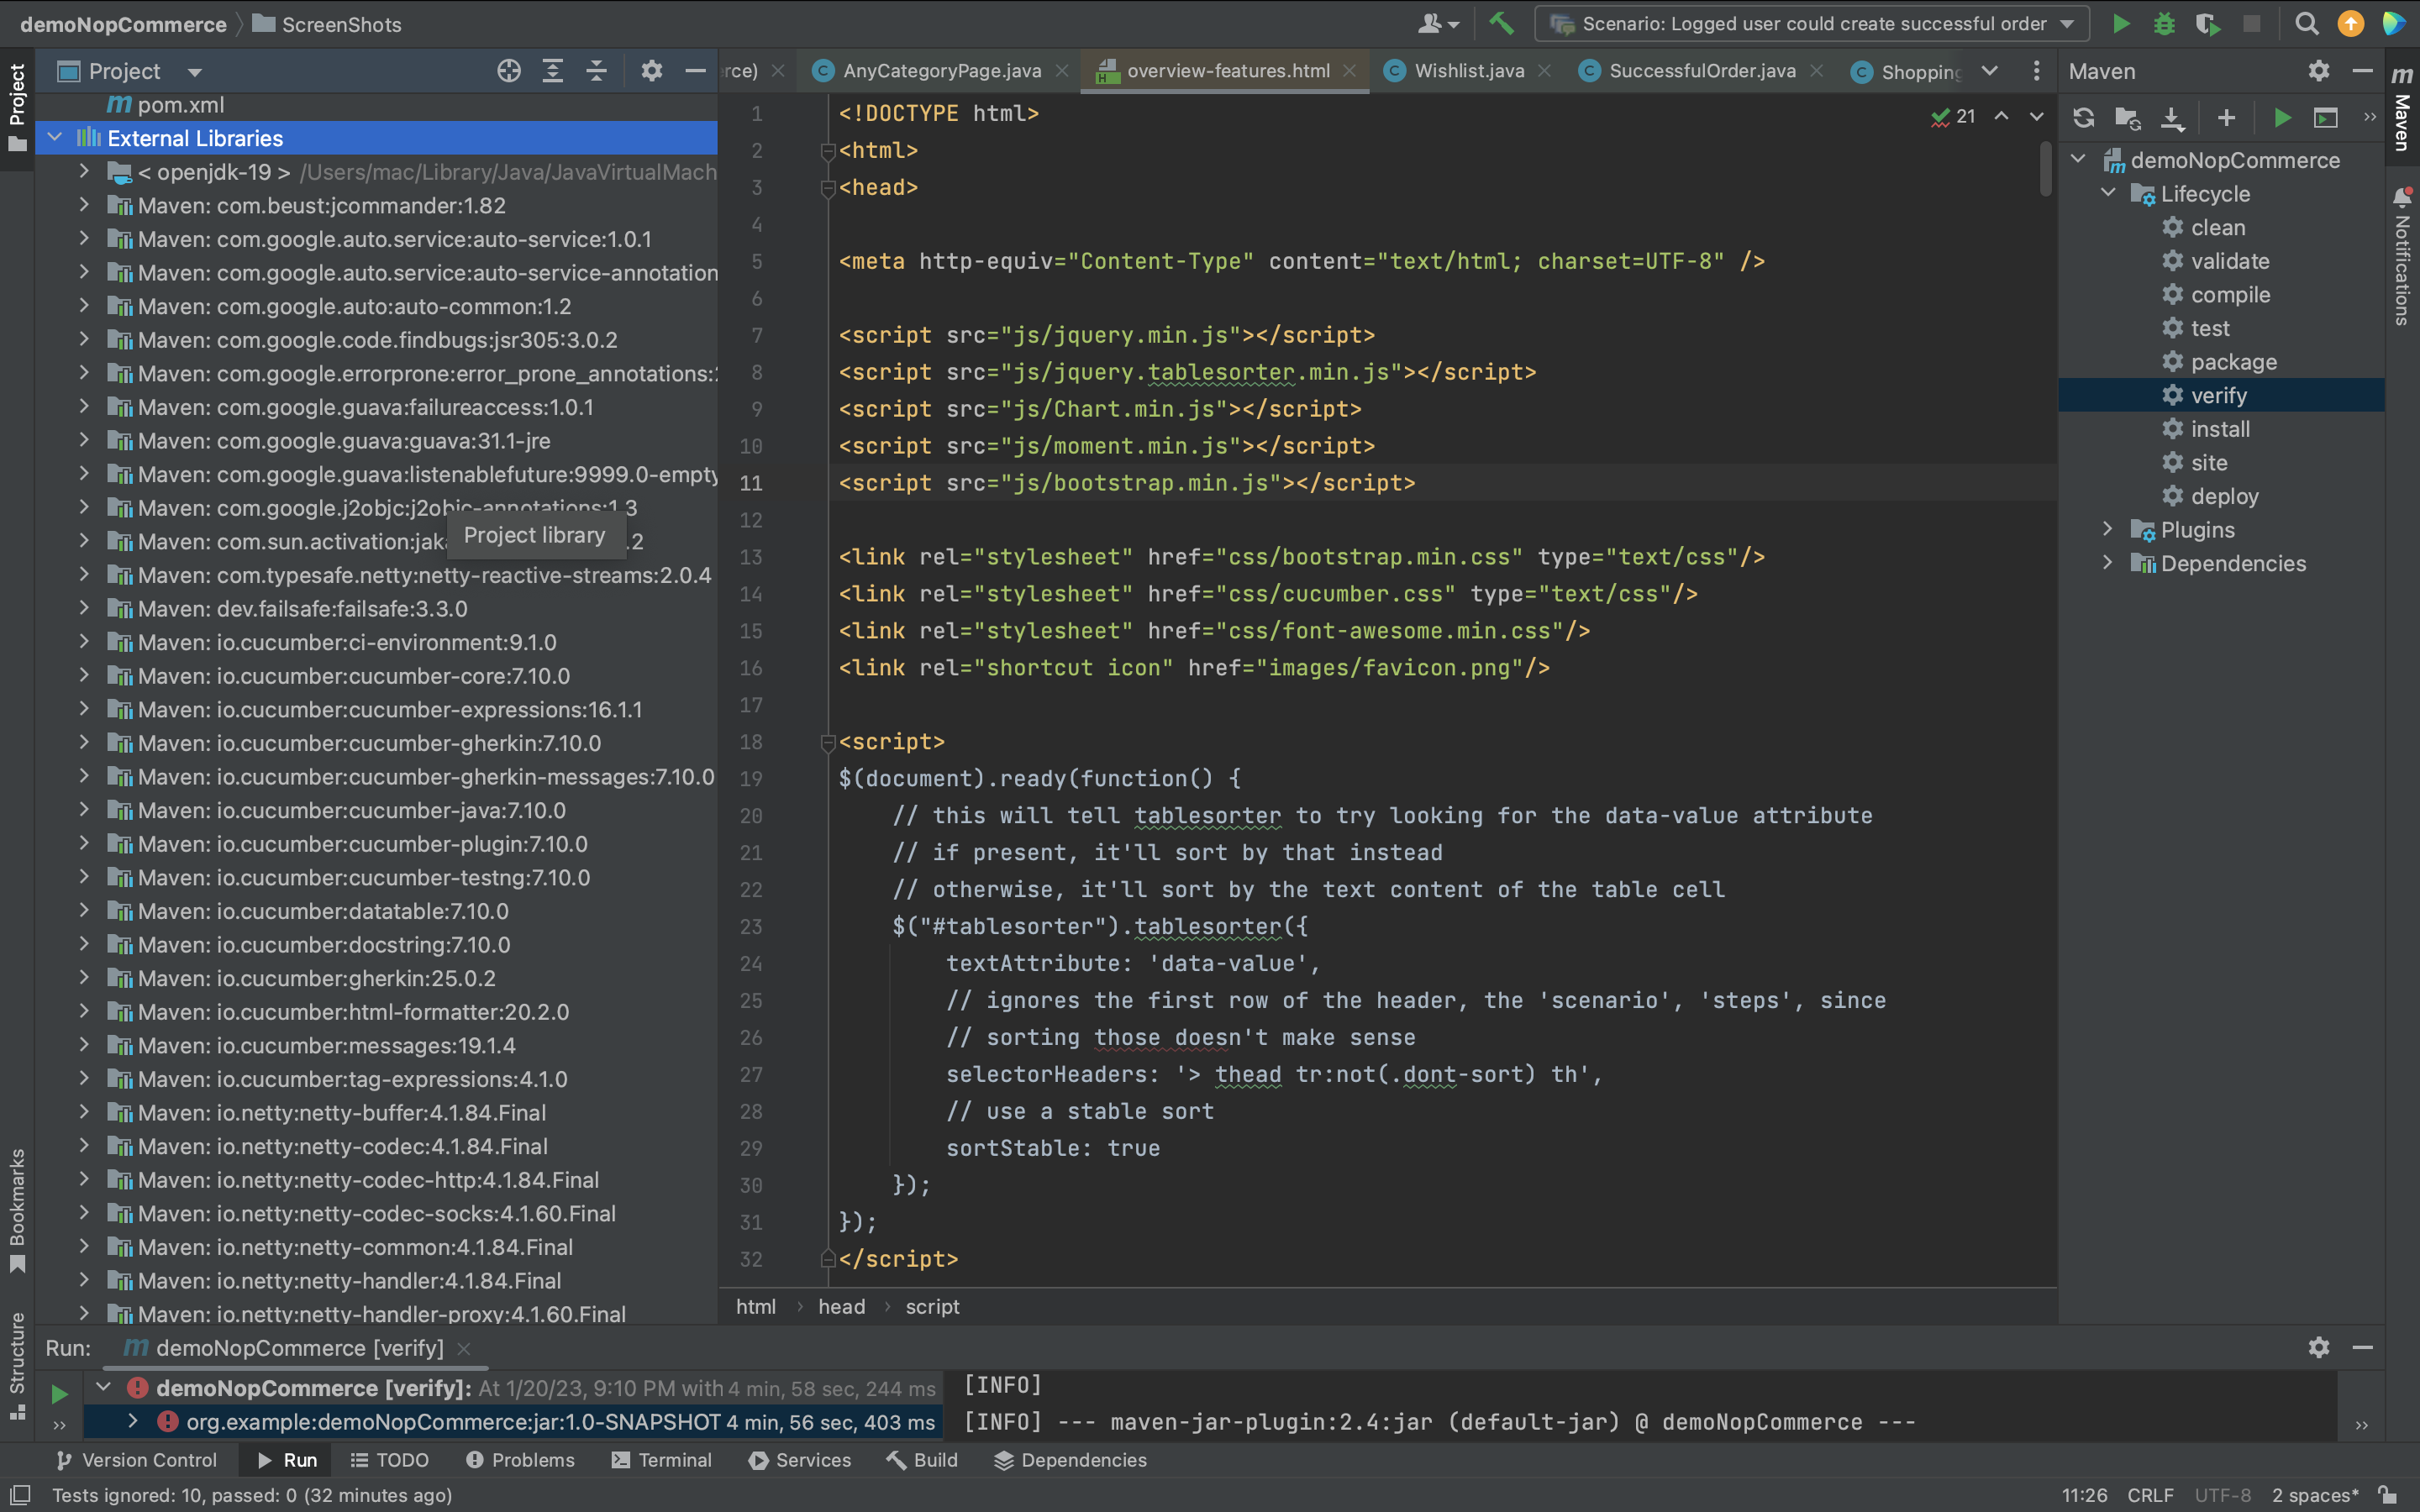 demoNopCommerce
ScreenShots
Scenario: Logged user could create successful order
Project
rce)
AnyCategoryPage.java
overview-features.html
Wishlist.java
SuccessfulOrder.java
Shopping
Maven
Project
pom.xml
External Libraries
< openjdk-19 > /Users/mac/Library/Java/JavaVirtualMach
Maven: com.beust:jcommander:1.82
Maven: com.google.auto.service:auto-service:1.0.1
Maven: com.google.auto.service:auto-service-annotation
Maven: com.google.auto:auto-common:1.2
Maven: com.google.code.findbugs:jsr305:3.0.2
Maven: com.google.errorprone:error_prone_annotations:2
Maven: com.google.guava:failureaccess:1.0.1
Maven: com.google.guava:guava:31.1-jre
Maven: com.google.guava:listenablefuture:9999.0-empty
Maven: com.google.j2objc:j2objc-annotations:1.3
Project library
Maven: com.sun.activation:jaka .2
Maven: com.typesafe.netty:netty-reactive-streams:2.0.4
Maven: dev.failsafe:failsafe:3.3.0
Maven: io.cucumber:ci-environment:9.1.0
Maven: io.cucumber:cucumber-core:7.10.0
Maven: io.cucumber:cucumber-expressions:16.1.1
Maven: io.cucumber:cucumber-gherkin:7.10.0
Maven: io.cucumber:cucumber-gherkin-messages:7.10.0
Maven: io.cucumber:cucumber-java:7.10.0
Maven: io.cucumber:cucumber-plugin:7.10.0
Maven: io.cucumber:cucumber-testng:7.10.0
Maven: io.cucumber:datatable:7.10.0
Maven: io.cucumber:docstring:7.10.0
Maven: io.cucumber:gherkin:25.0.2
Maven: io.cucumber:html-formatter:20.2.0
Maven: io.cucumber:messages:19.1.4
Maven: io.cucumber:tag-expressions:4.1.0
Maven: io.netty:netty-buffer:4.1.84.Final
Maven: io.netty:netty-codec:4.1.84.Final
Maven: io.netty:netty-codec-http:4.1.84.Final
Maven: io.netty:netty-codec-socks:4.1.60.Final
Maven: io.netty:netty-common:4.1.84.Final
Maven: io.netty:netty-handler:4.1.84.Final
Maven: io.netty:netty-handler-proxy:4.1.60.Final
Bookmarks
Structure
1 <!DOCTYPE html>
2 <html>
3 <head>
4
5 <meta http-equiv="Content-Type" content="text/html; charset=UTF-8" />
6
7 <script src="js/jquery.min.js"></script>
8 <script src="js/jquery.tablesorter.min.js"></script>
9 <script src="js/Chart.min.js"></script>
10 <script src="js/moment.min.js"></script>
11 <script src="js/bootstrap.min.js"></script>
12
13 <link rel="stylesheet" href="css/bootstrap.min.css" type="text/css"/>
14 <link rel="stylesheet" href="css/cucumber.css" type="text/css"/>
15 <link rel="stylesheet" href="css/font-awesome.min.css"/>
16 <link rel="shortcut icon" href="images/favicon.png"/>
17
18 <script>
19 $(document).ready(function() {
20 // this will tell tablesorter to try looking for the data-value attribute
21 // if present, it'll sort by that instead
22 // otherwise, it'll sort by the text content of the table cell
23 $("#tablesorter").tablesorter({
24 textAttribute: 'data-value',
25 // ignores the first row of the header, the 'scenario', 'steps', since
26 // sorting those doesn't make sense
27 selectorHeaders: '> thead tr:not(.dont-sort) th',
28 // use a stable sort
29 sortStable: true
30 });
31 });
32 </script>
21
html › head › script
demoNopCommerce
Lifecycle
clean
validate
compile
test
package
verify
install
site
deploy
Plugins
Dependencies
Maven
Notifications
Run: demoNopCommerce [verify]
demoNopCommerce [verify]: At 1/20/23, 9:10 PM with 4 min, 58 sec, 244 ms
org.example:demoNopCommerce:jar:1.0-SNAPSHOT 4 min, 56 sec, 403 ms
[INFO]
[INFO] --- maven-jar-plugin:2.4:jar (default-jar) @ demoNopCommerce ---
Version Control Run TODO Problems Terminal Services Build Dependencies
Tests ignored: 10, passed: 0 (32 minutes ago)
11:26 CRLF UTF-8 2 spaces*